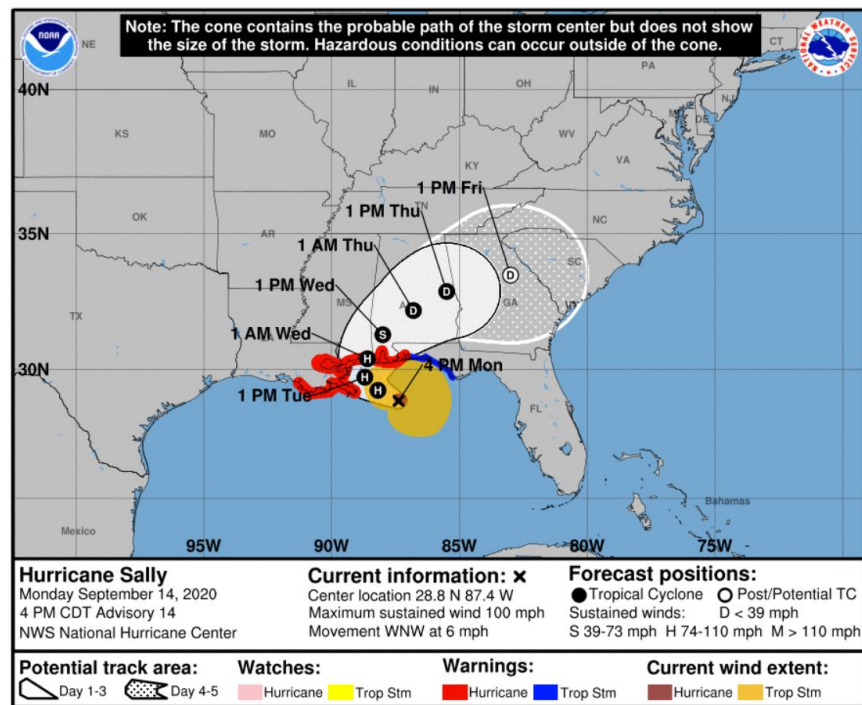 Note: The cone contains the probable path of the storm center but does not show
the size of the storm. Hazardous conditions can occur outside of the cone.
NOAA
NATIONAL WEATHER SERVICE
NE
IL
IN
OH
PA
CT
NJ
DE
40N
KS
MO
WV
VA
KY
1 PM Fri
OK
TN
1 PM Thu
NC
35N
AR
1 AM Thu
SC
1 PM Wed
MS
GA
TX
1 AM Wed
30N
4 PM Mon
1 PM Tue
FL
Mexico
Bahamas
95W
90W
85W
80W
75W
D
D
D
S
H
H
H
Hurricane Sally
Monday September 14, 2020
4 PM CDT Advisory 14
NWS National Hurricane Center
Current information: ×
Center location 28.8 N 87.4 W
Maximum sustained wind 100 mph
Movement WNW at 6 mph
Forecast positions:
● Tropical Cyclone ○ Post/Potential TC
Sustained winds: D < 39 mph
S 39-73 mph H 74-110 mph M > 110 mph
Potential track area:
Day 1-3 Day 4-5
Watches:
Hurricane Trop Stm
Warnings:
Hurricane Trop Stm
Current wind extent:
Hurricane Trop Stm